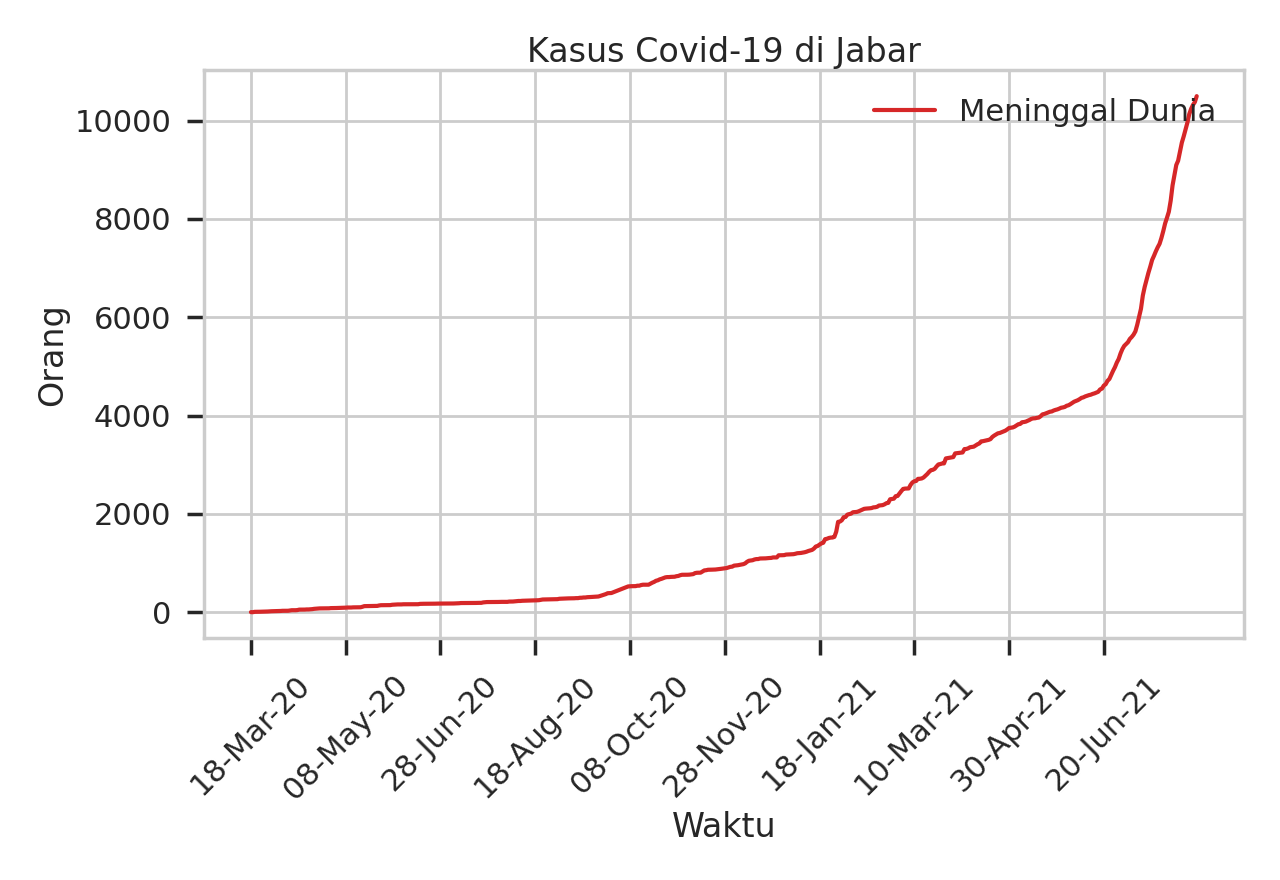 Kasus Covid-19 di Jabar
Meninggal Dunia
10000
8000
6000
4000
2000
0
Orang
18-Mar-20
08-May-20
28-Jun-20
18-Aug-20
08-Oct-20
28-Nov-20
18-Jan-21
10-Mar-21
30-Apr-21
20-Jun-21
Waktu